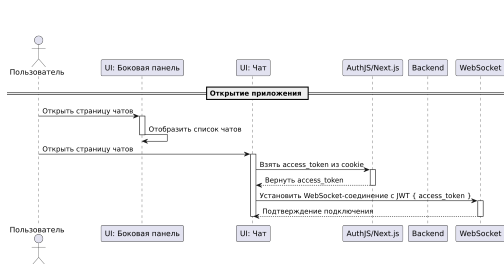 Пользователь
UI: Боковая панель
UI: Чат
AuthJS/Next.js
Backend
WebSocket
Открытие приложения
Открыть страницу чатов
Отобразить список чатов
Открыть страницу чатов
Взять access_token из cookie
Вернуть access_token
Установить WebSocket-соединение с JWT { access_token }
Подтверждение подключения
Пользователь
UI: Боковая панель
UI: Чат
AuthJS/Next.js
Backend
WebSocket